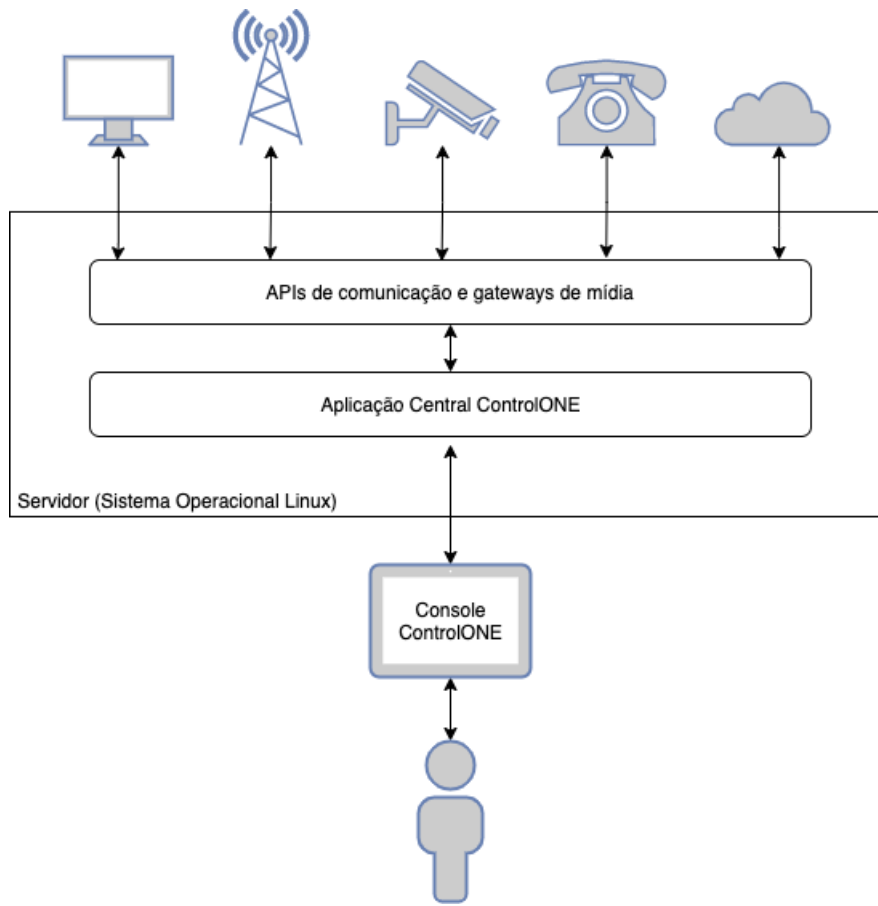 APIs de comunicação e gateways de mídia
Aplicação Central ControlONE
Servidor (Sistema Operacional Linux)
Console
ControlONE